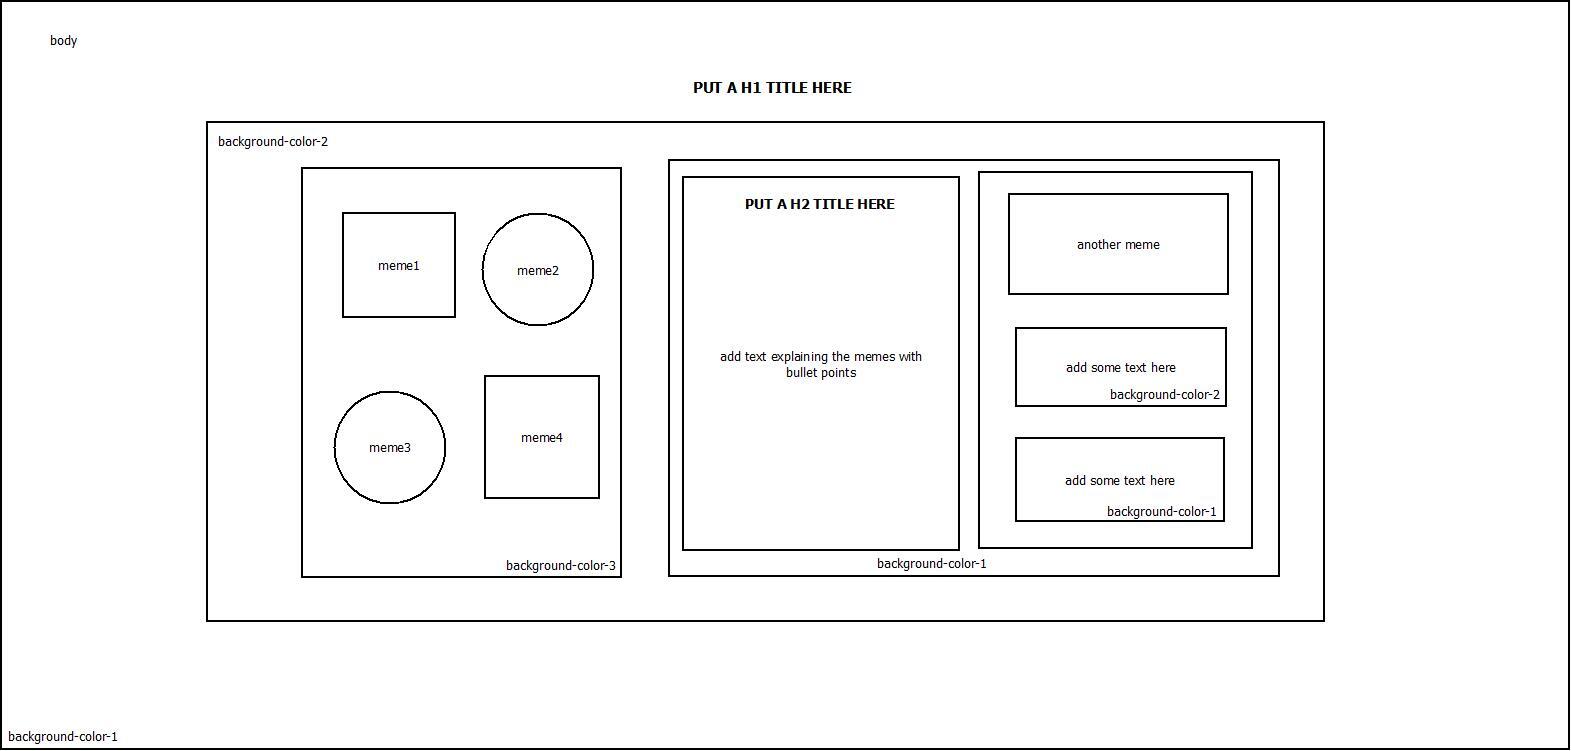 body
PUT A H1 TITLE HERE
background-color-2
meme1
meme2
meme3
meme4
background-color-3
PUT A H2 TITLE HERE
add text explaining the memes with
bullet points
another meme
add some text here
background-color-2
add some text here
background-color-1
background-color-1
background-color-1